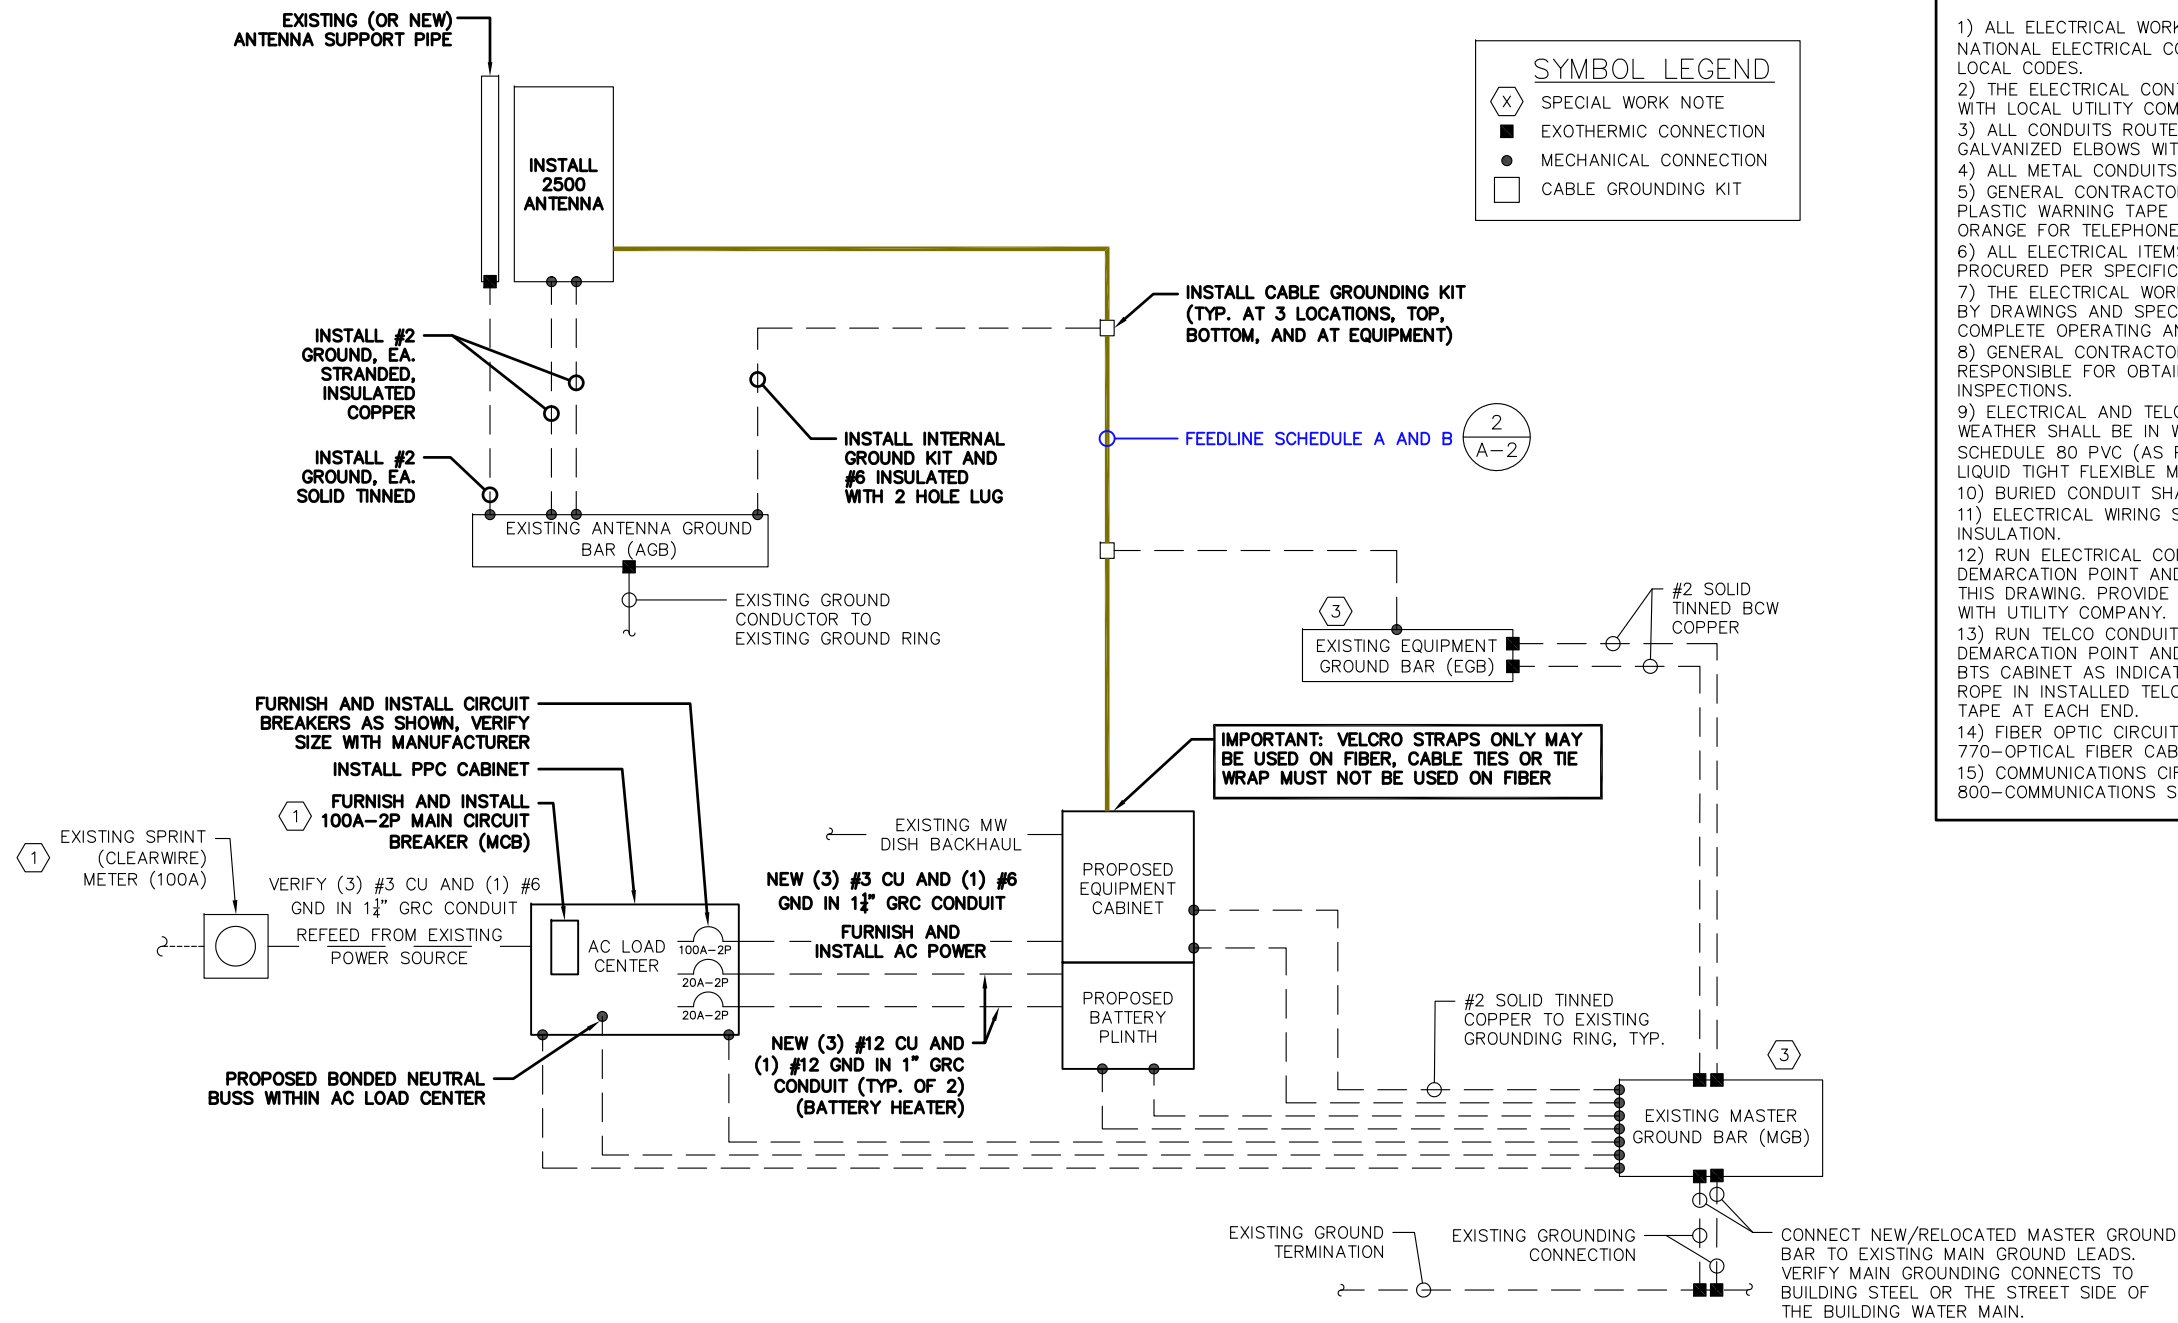 EXISTING (OR NEW)
ANTENNA SUPPORT PIPE
INSTALL
2500
ANTENNA
SYMBOL LEGEND
X SPECIAL WORK NOTE
EXOTHERMIC CONNECTION
MECHANICAL CONNECTION
CABLE GROUNDING KIT
INSTALL CABLE GROUNDING KIT
(TYP. AT 3 LOCATIONS, TOP,
BOTTOM, AND AT EQUIPMENT)
INSTALL #2
GROUND, EA.
STRANDED,
INSULATED
COPPER
INSTALL #2
GROUND, EA.
SOLID TINNED
INSTALL INTERNAL
GROUND KIT AND
#6 INSULATED
WITH 2 HOLE LUG
FEEDLINE SCHEDULE A AND B
2
A-2
EXISTING ANTENNA GROUND
BAR (AGB)
EXISTING GROUND
CONDUCTOR TO
EXISTING GROUND RING
3
EXISTING EQUIPMENT
GROUND BAR (EGB)
#2 SOLID
TINNED BCW
COPPER
FURNISH AND INSTALL CIRCUIT
BREAKERS AS SHOWN, VERIFY
SIZE WITH MANUFACTURER
INSTALL PPC CABINET
1
FURNISH AND INSTALL
100A-2P MAIN CIRCUIT
BREAKER (MCB)
IMPORTANT: VELCRO STRAPS ONLY MAY
BE USED ON FIBER, CABLE TIES OR TIE
WRAP MUST NOT BE USED ON FIBER
1
EXISTING SPRINT
(CLEARWIRE)
METER (100A)
VERIFY (3) #3 CU AND (1) #6
GND IN 1¼" GRC CONDUIT
REFEED FROM EXISTING
POWER SOURCE
AC LOAD
CENTER
100A-2P
20A-2P
20A-2P
EXISTING MW
DISH BACKHAUL
NEW (3) #3 CU AND (1) #6
GND IN 1¼" GRC CONDUIT
FURNISH AND
INSTALL AC POWER
PROPOSED
EQUIPMENT
CABINET
PROPOSED
BATTERY
PLINTH
NEW (3) #12 CU AND
(1) #12 GND IN 1" GRC
CONDUIT (TYP. OF 2)
(BATTERY HEATER)
PROPOSED BONDED NEUTRAL
BUSS WITHIN AC LOAD CENTER
#2 SOLID TINNED
COPPER TO EXISTING
GROUNDING RING, TYP.
3
EXISTING MASTER
GROUND BAR (MGB)
EXISTING GROUND
TERMINATION
EXISTING GROUNDING
CONNECTION
CONNECT NEW/RELOCATED MASTER GROUND
BAR TO EXISTING MAIN GROUND LEADS.
VERIFY MAIN GROUNDING CONNECTS TO
BUILDING STEEL OR THE STREET SIDE OF
THE BUILDING WATER MAIN.
1) ALL ELECTRICAL WORK
NATIONAL ELECTRICAL
LOCAL CODES.
2) THE ELECTRICAL
WITH LOCAL UTILITY
3) ALL CONDUITS
GALVANIZED ELBOWS
4) ALL METAL CONDUITS
5) GENERAL
PLASTIC WARNING TAPE
ORANGE FOR TELEPHONE
6) ALL ELECTRICAL
PROCURED PER
7) THE ELECTRICAL
BY DRAWINGS AND
COMPLETE OPERATING
8) GENERAL
RESPONSIBLE FOR
INSPECTIONS.
9) ELECTRICAL AND
WEATHER SHALL BE IN
SCHEDULE 80 PVC (AS
LIQUID TIGHT FLEXIBLE
10) BURIED CONDUIT
11) ELECTRICAL WIRING
INSULATION.
12) RUN ELECTRICAL
DEMARCATION POINT
THIS DRAWING. PROVIDE
WITH UTILITY COMPANY.
13) RUN TELCO CONDUIT
DEMARCATION POINT
BTS CABINET AS
ROPE IN INSTALLED
TAPE AT EACH END.
14) FIBER OPTIC
770-OPTICAL FIBER
15) COMMUNICATIONS
800-COMMUNICATIONS